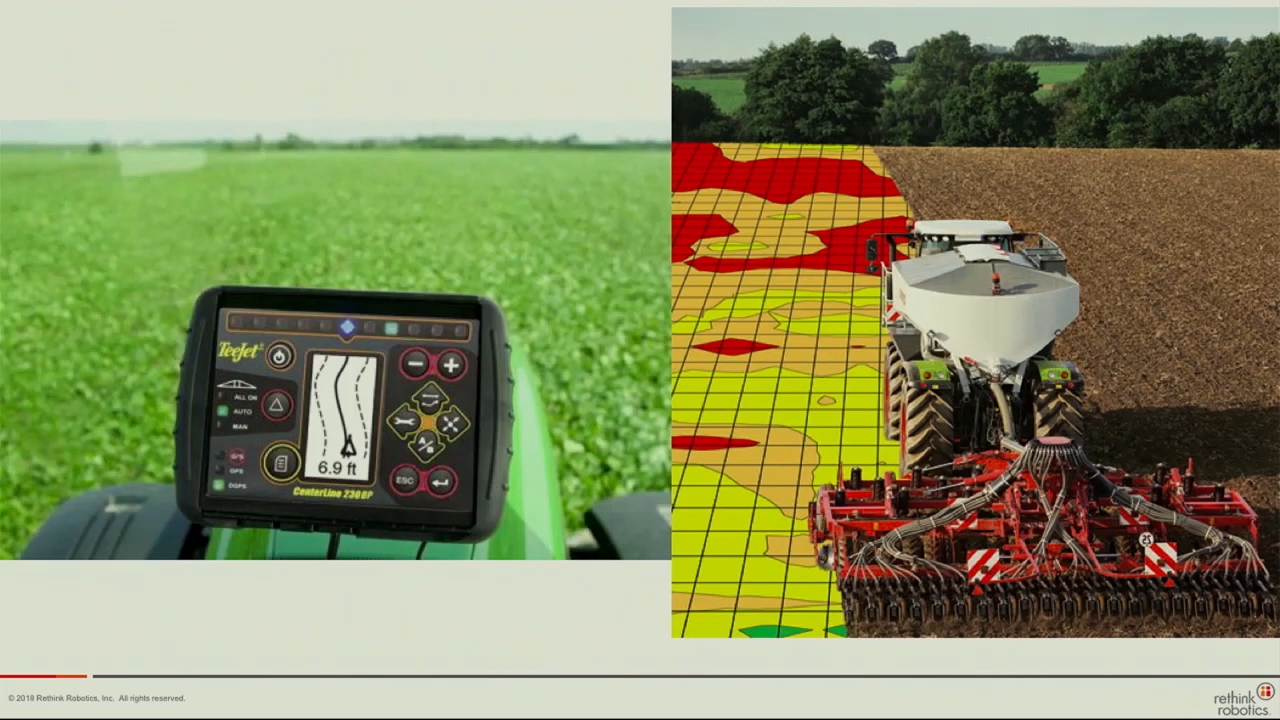 TeeJet
ALL ON
AUTO
MAN
GPS
DGPS
6.9 ft
CenterLine 230BP
ESC
25
© 2018 Rethink Robotics, Inc. All rights reserved.
rethink
robotics.